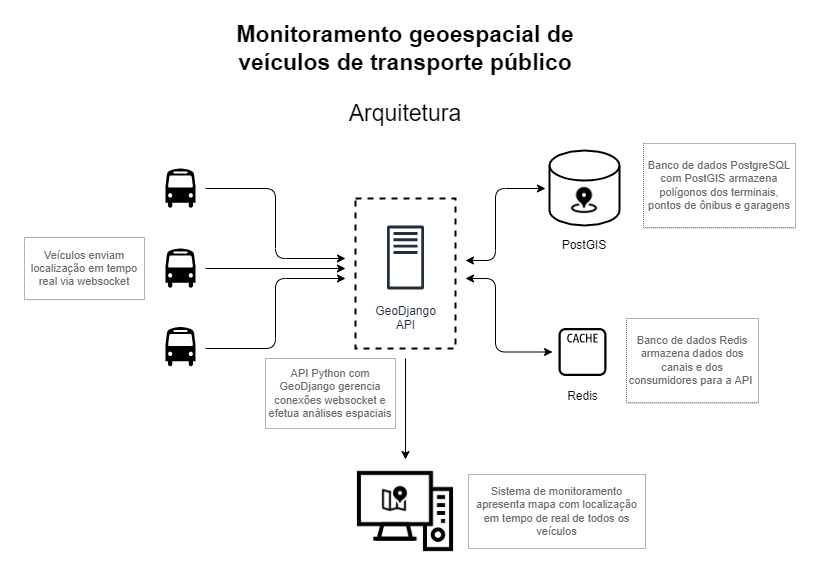 Monitoramento geoespacial de
veículos de transporte público
Arquitetura
Veículos enviam
localização em tempo
real via websocket
GeoDjango
API
PostGIS
Banco de dados PostgreSQL
com PostGIS armazena
polígonos dos terminais,
pontos de ônibus e garagens
CACHE
Redis
Banco de dados Redis
armazena dados dos
canais e dos
consumidores para a API
API Python com
GeoDjango gerencia
conexões websocket e
efetua análises espaciais
Sistema de monitoramento
apresenta mapa com localização
em tempo de real de todos os
veículos